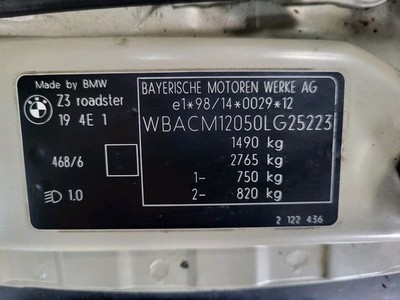 Made by BMW
Z3 roadster
19 4E 1
468/6
1.0
BAYERISCHE MOTOREN WERKE AG
e1*98/14*0029*12
WBACM12050LG25223
1490 kg
2765 kg
1- 750 kg
2- 820 kg
2 122 436